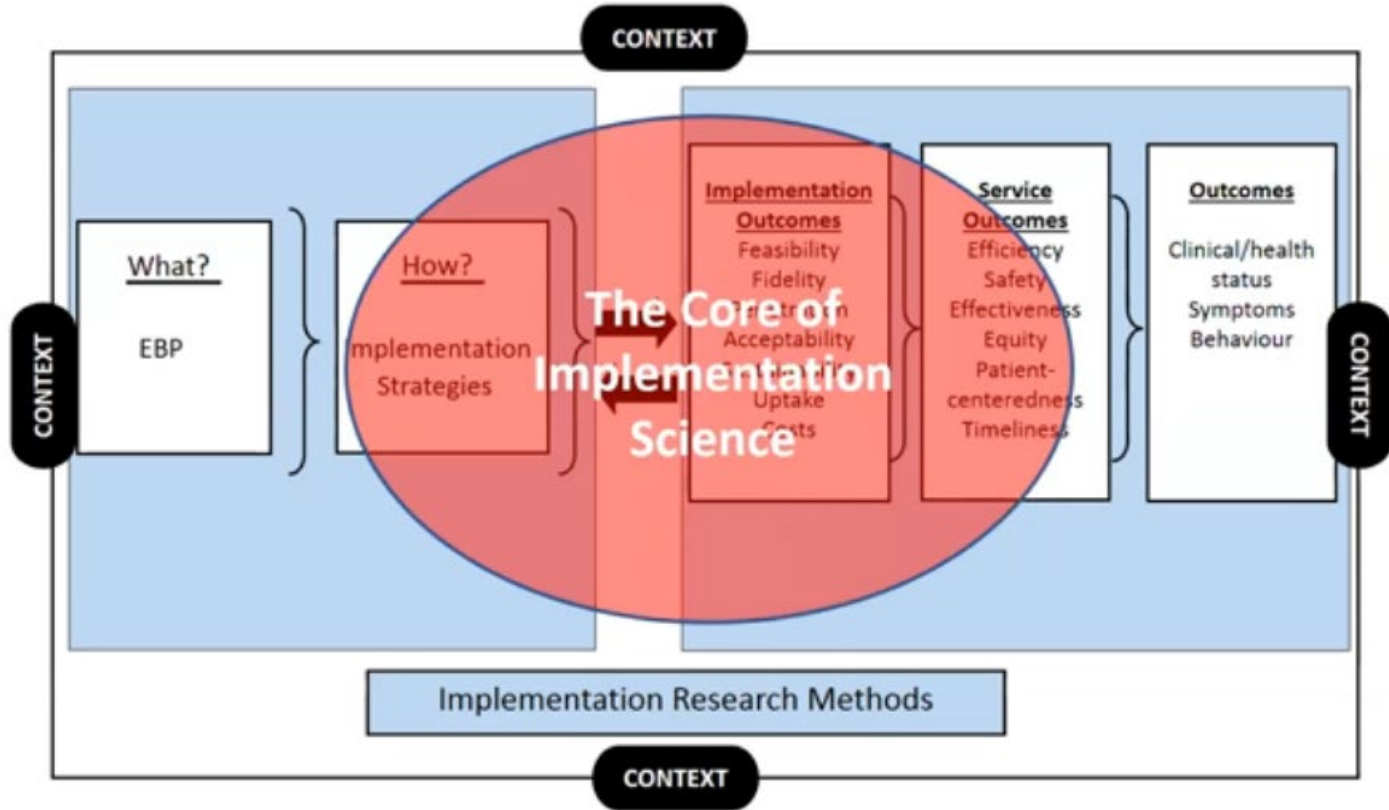 CONTEXT
CONTEXT
What?
EBP
How?
Implementation
Strategies
The Core of
Implementation
Science
Implementation
Outcomes
Feasibility
Fidelity
Acceptability
Uptake
Costs
Service
Outcomes
Efficiency
Safety
Effectiveness
Equity
Patient-
centeredness
Timeliness
Outcomes
Clinical/health
status
Symptoms
Behaviour
CONTEXT
Implementation Research Methods
CONTEXT